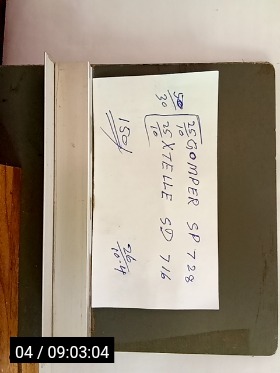 50/30 25/10 GOMPER SP 728
25/10 XTELLE SD 716
150/ 26/10.4
04 / 09:03:04